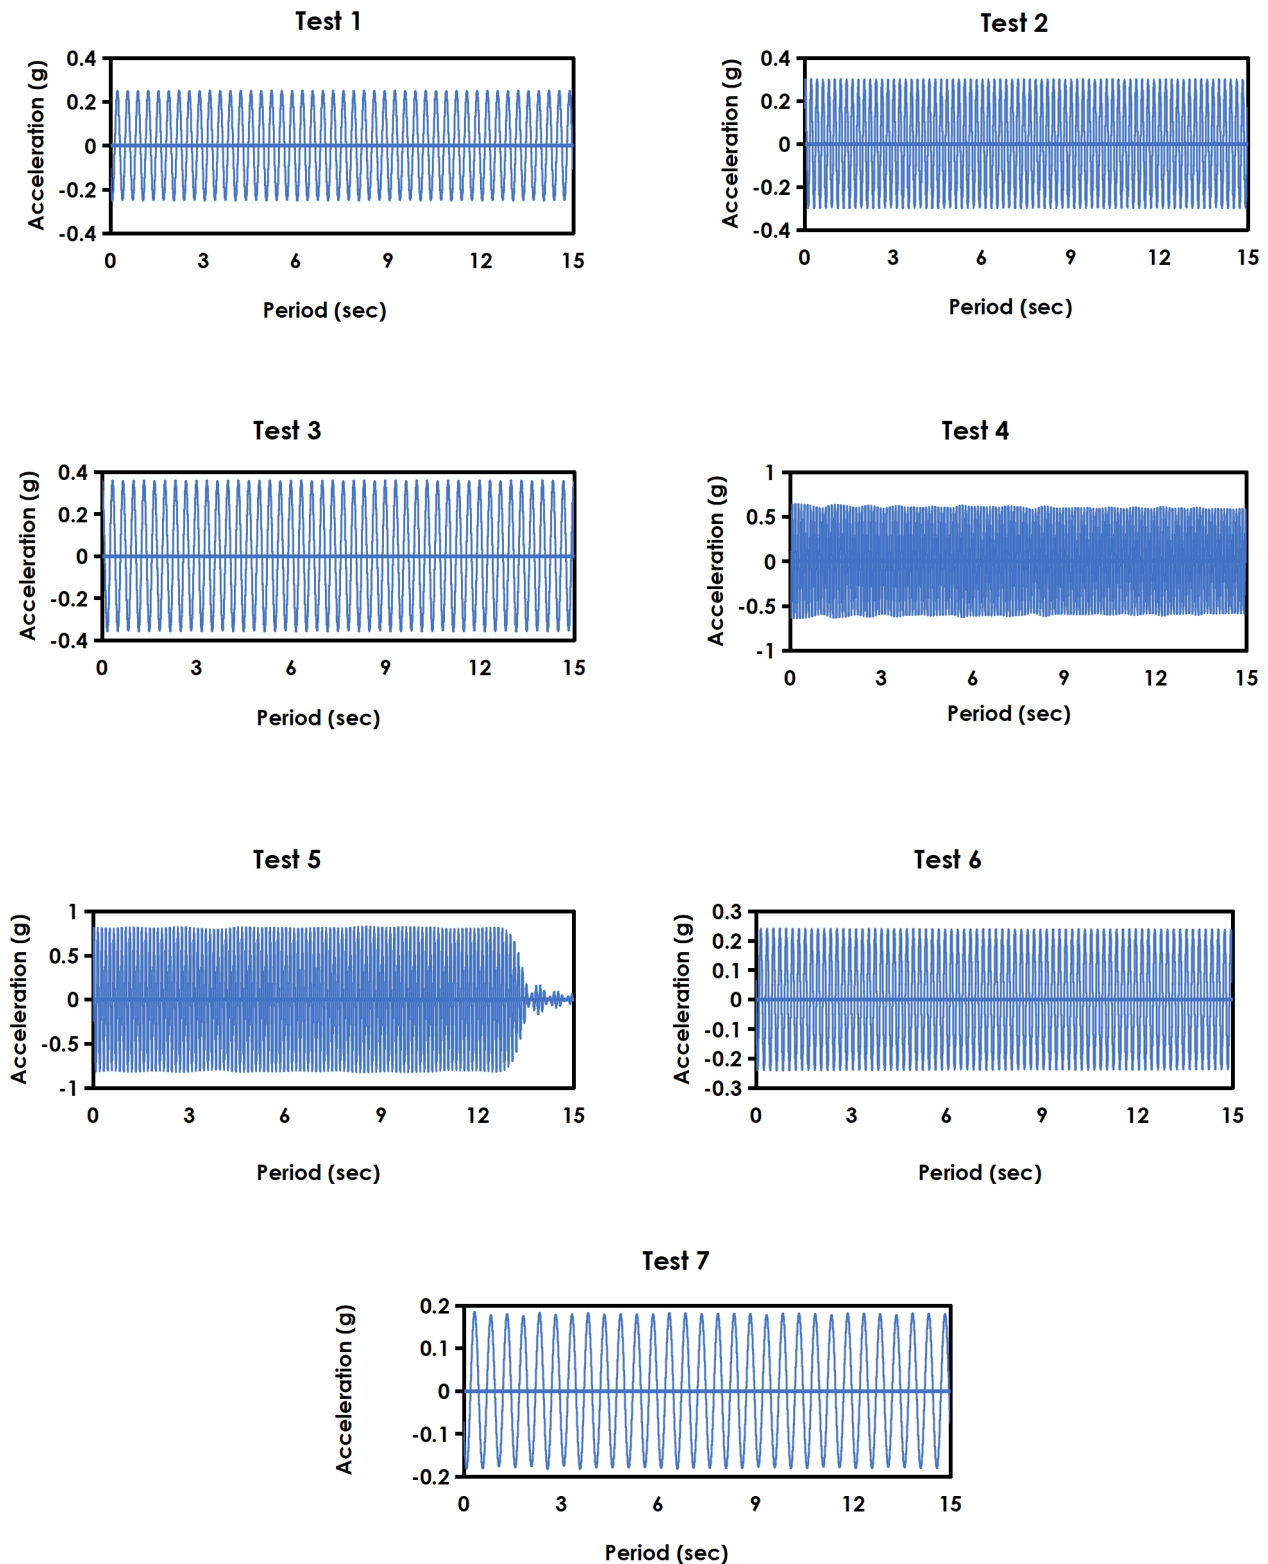 Test 1
Acceleration (g)
0.4
0.2
0
-0.2
-0.4
0 3 6 9 12 15
Period (sec)
Test 2
Acceleration (g)
0.4
0.2
0
-0.2
-0.4
0 3 6 9 12 15
Period (sec)
Test 3
Acceleration (g)
0.4
0.2
0
-0.2
-0.4
0 3 6 9 12 15
Period (sec)
Test 4
Acceleration (g)
1
0.5
0
-0.5
-1
0 3 6 9 12 15
Period (sec)
Test 5
Acceleration (g)
1
0.5
0
-0.5
-1
0 3 6 9 12 15
Period (sec)
Test 6
Acceleration (g)
0.3
0.2
0.1
0
-0.1
-0.2
-0.3
0 3 6 9 12 15
Period (sec)
Test 7
Acceleration (g)
0.2
0.1
0
-0.1
-0.2
0 3 6 9 12 15
Period (sec)